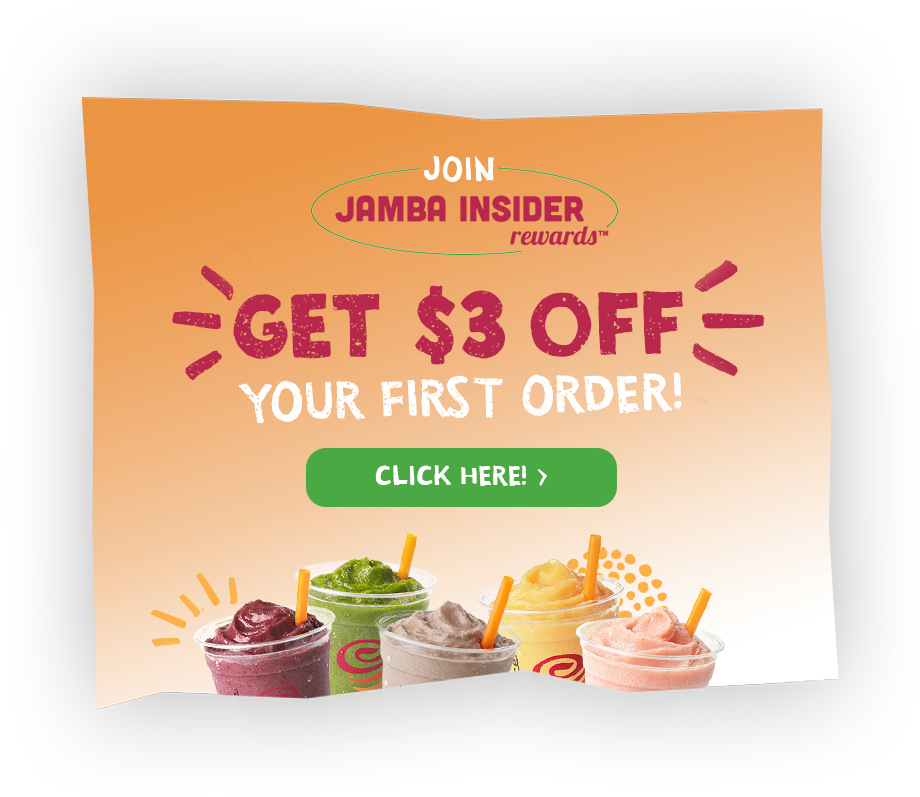 JOIN
JAMBA INSIDER
rewards™
GET $3 OFF
YOUR FIRST ORDER!
CLICK HERE! >